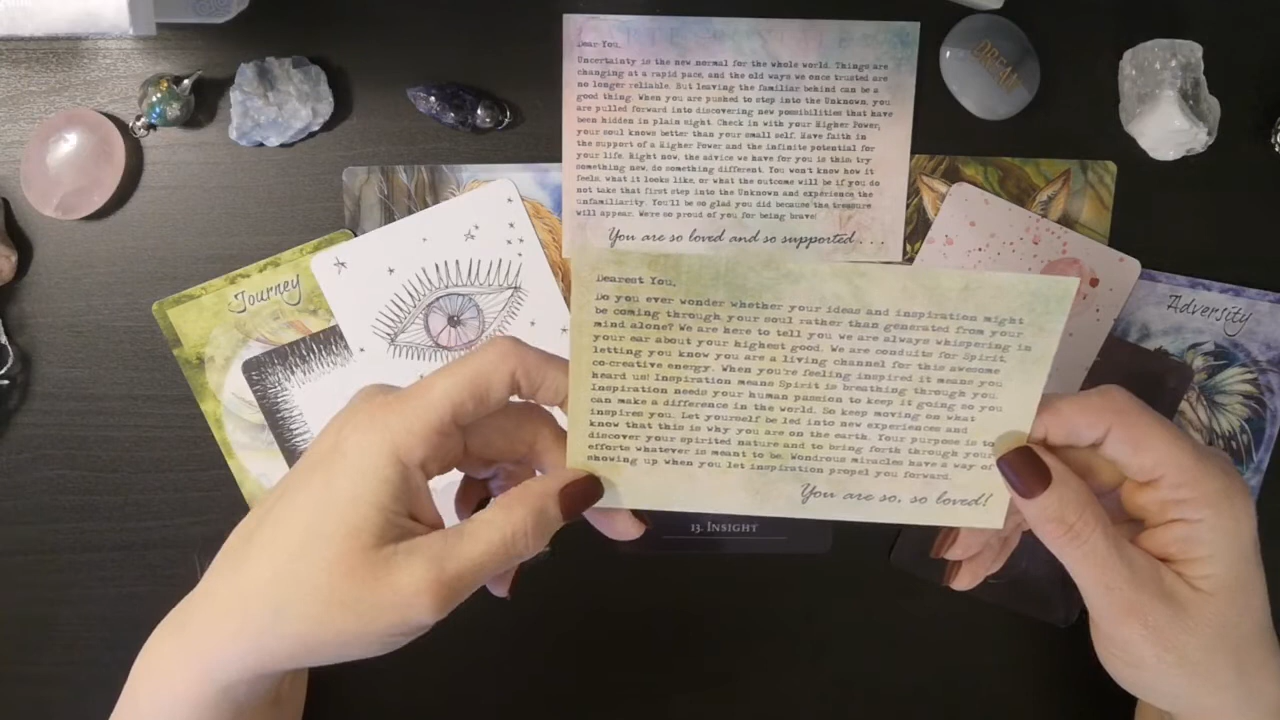 Dear You,
Uncertainty is the new normal for the whole world. Things are
changing at a rapid pace, and the old ways we once trusted are
no longer reliable. But leaving the familiar behind can be a
good thing. When you are pushed to step into the Unknown, you
are pulled forward into discovering new possibilities that have
been hidden in plain sight. Check in with your Higher Power,
your soul knows better than your small self. Have faith in
the support of a Higher Power and the infinite potential for
your life. Right now, the advice we have for you is this try
something new, do something different. You won't know how it
feels, what it looks like, or what the outcome will be if you do
not take that first step into the Unknown and experience the
unfamiliarity. You'll be so glad you did because the treasure
will appear. We're so proud of you for being brave!
You are so loved and so supported . . .
DREAM
Journey
Adversity
Dearest You,
Do you ever wonder whether your ideas and inspiration might
be coming through your soul rather than generated from your
mind alone? We are here to tell you we are always whispering in
your ear about your highest good. We are conduits for Spirit,
letting you know you are a living channel for this awesome
co-creative energy. When you're feeling inspired it means you
heard us! Inspiration means Spirit is breathing through you.
Inspiration needs your human passion to keep it going so you
can make a difference in the world. So keep moving on what
inspires you. Let yourself be led into new experiences and
know that this is why you are on the earth. Your purpose is to
discover your spirited nature and to bring forth through your
efforts whatever is meant to be. Wondrous miracles have a way of
showing up when you let inspiration propel you forward.
You are so, so loved!
13. INSIGHT